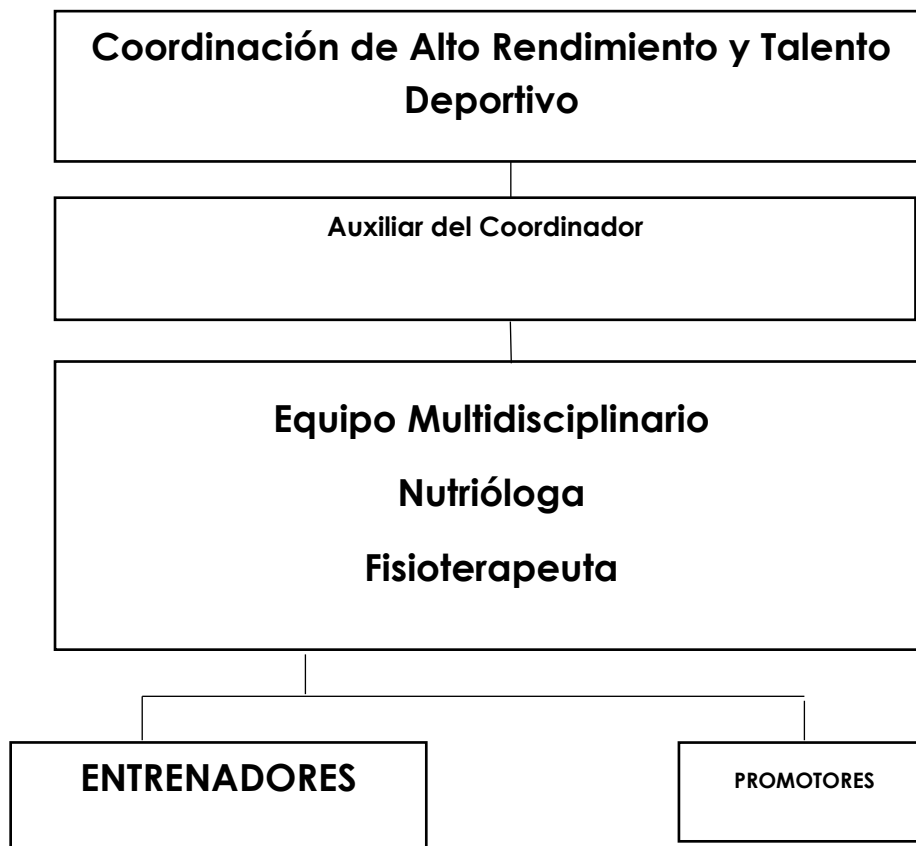 Coordinación de Alto Rendimiento y Talento
Deportivo
Auxiliar del Coordinador
Equipo Multidisciplinario
Nutrióloga
Fisioterapeuta
ENTRENADORES
PROMOTORES